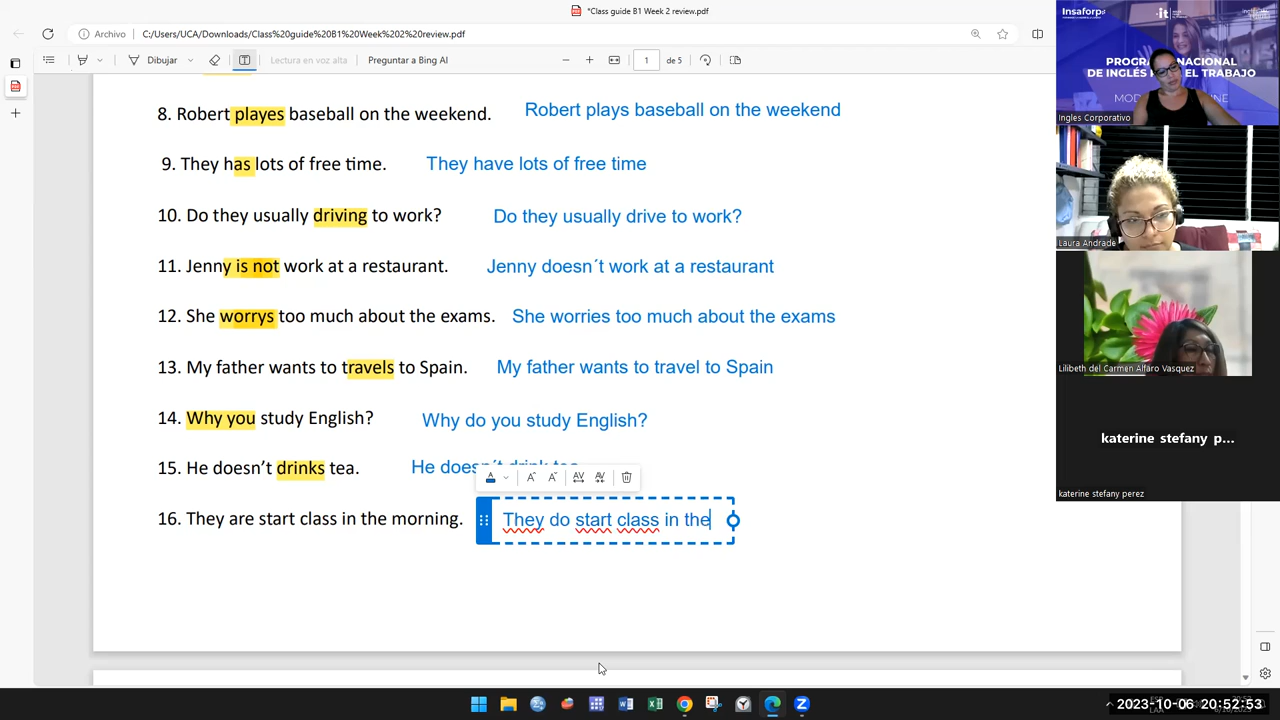 *Class guide B1 Week 2 review.pdf
Archivo C:/Users/UCA/Downloads/Class%20guide%20B1%20Week%202%20review.pdf
Dibujar Lectura en voz alta Preguntar a Bing AI 1 de 5
8. Robert playes baseball on the weekend. Robert plays baseball on the weekend
9. They has lots of free time. They have lots of free time
10. Do they usually driving to work? Do they usually drive to work?
11. Jenny is not work at a restaurant. Jenny doesn´t work at a restaurant
12. She worrys too much about the exams. She worries too much about the exams
13. My father wants to travels to Spain. My father wants to travel to Spain
14. Why you study English? Why do you study English?
15. He doesn't drinks tea. He doesn´t drink tea
16. They are start class in the morning. They do start class in the
Insaforp
Ingles Corporativo
Laura Andrade
Lilibeth del Carmen Alfaro Vasquez
katerine stefany p...
katerine stefany perez
2023-10-06 20:52:53